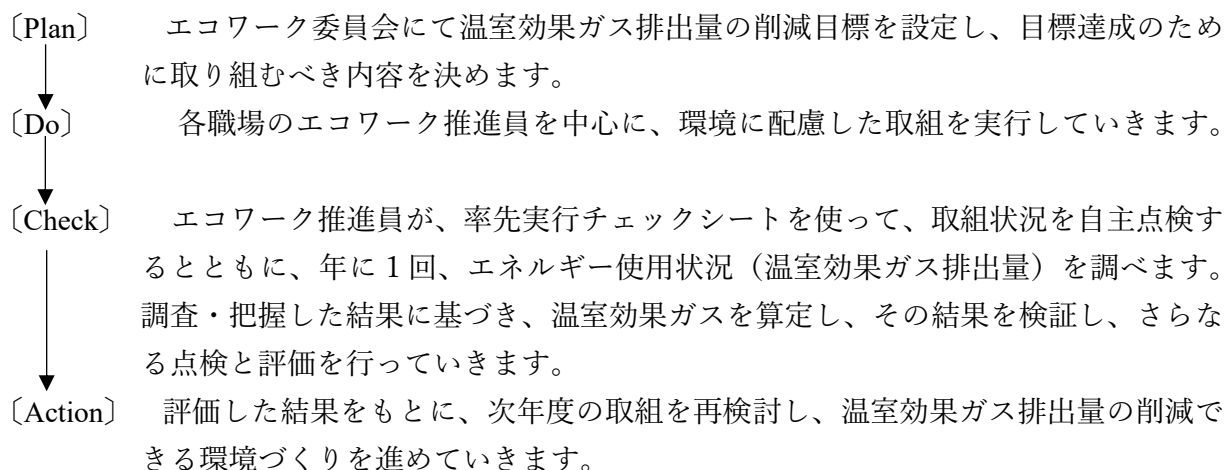 〔Plan〕 エコワーク委員会にて温室効果ガス排出量の削減目標を設定し、目標達成のため
に取り組むべき内容を決めます。
〔Do〕 各職場のエコワーク推進員を中心に、環境に配慮した取組を実行していきます。
〔Check〕 エコワーク推進員が、率先実行チェックシートを使って、取組状況を自主点検す
るとともに、年に1回、エネルギー使用状況（温室効果ガス排出量）を調べます。
調査・把握した結果に基づき、温室効果ガスを算定し、その結果を検証し、さらな
る点検と評価を行っていきます。
〔Action〕 評価した結果をもとに、次年度の取組を再検討し、温室効果ガス排出量の削減で
きる環境づくりを進めていきます。